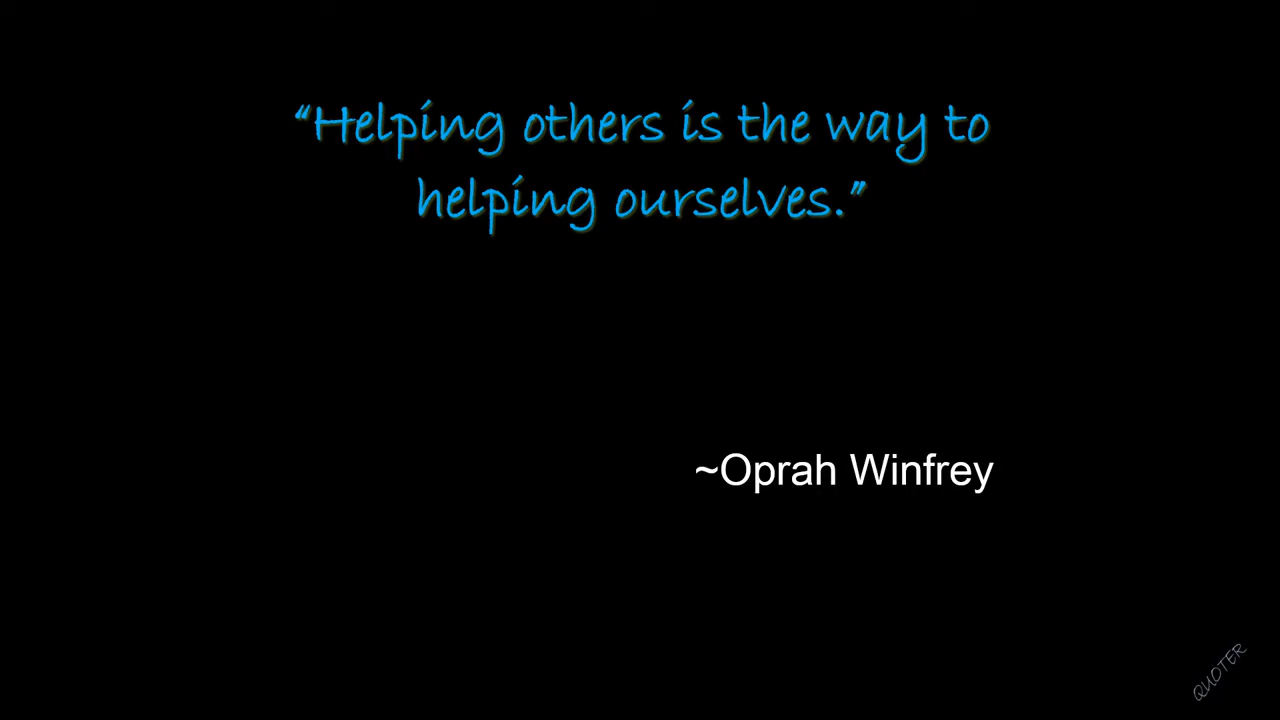 “Helping others is the way to
helping ourselves.”
~Oprah Winfrey
QUOTER